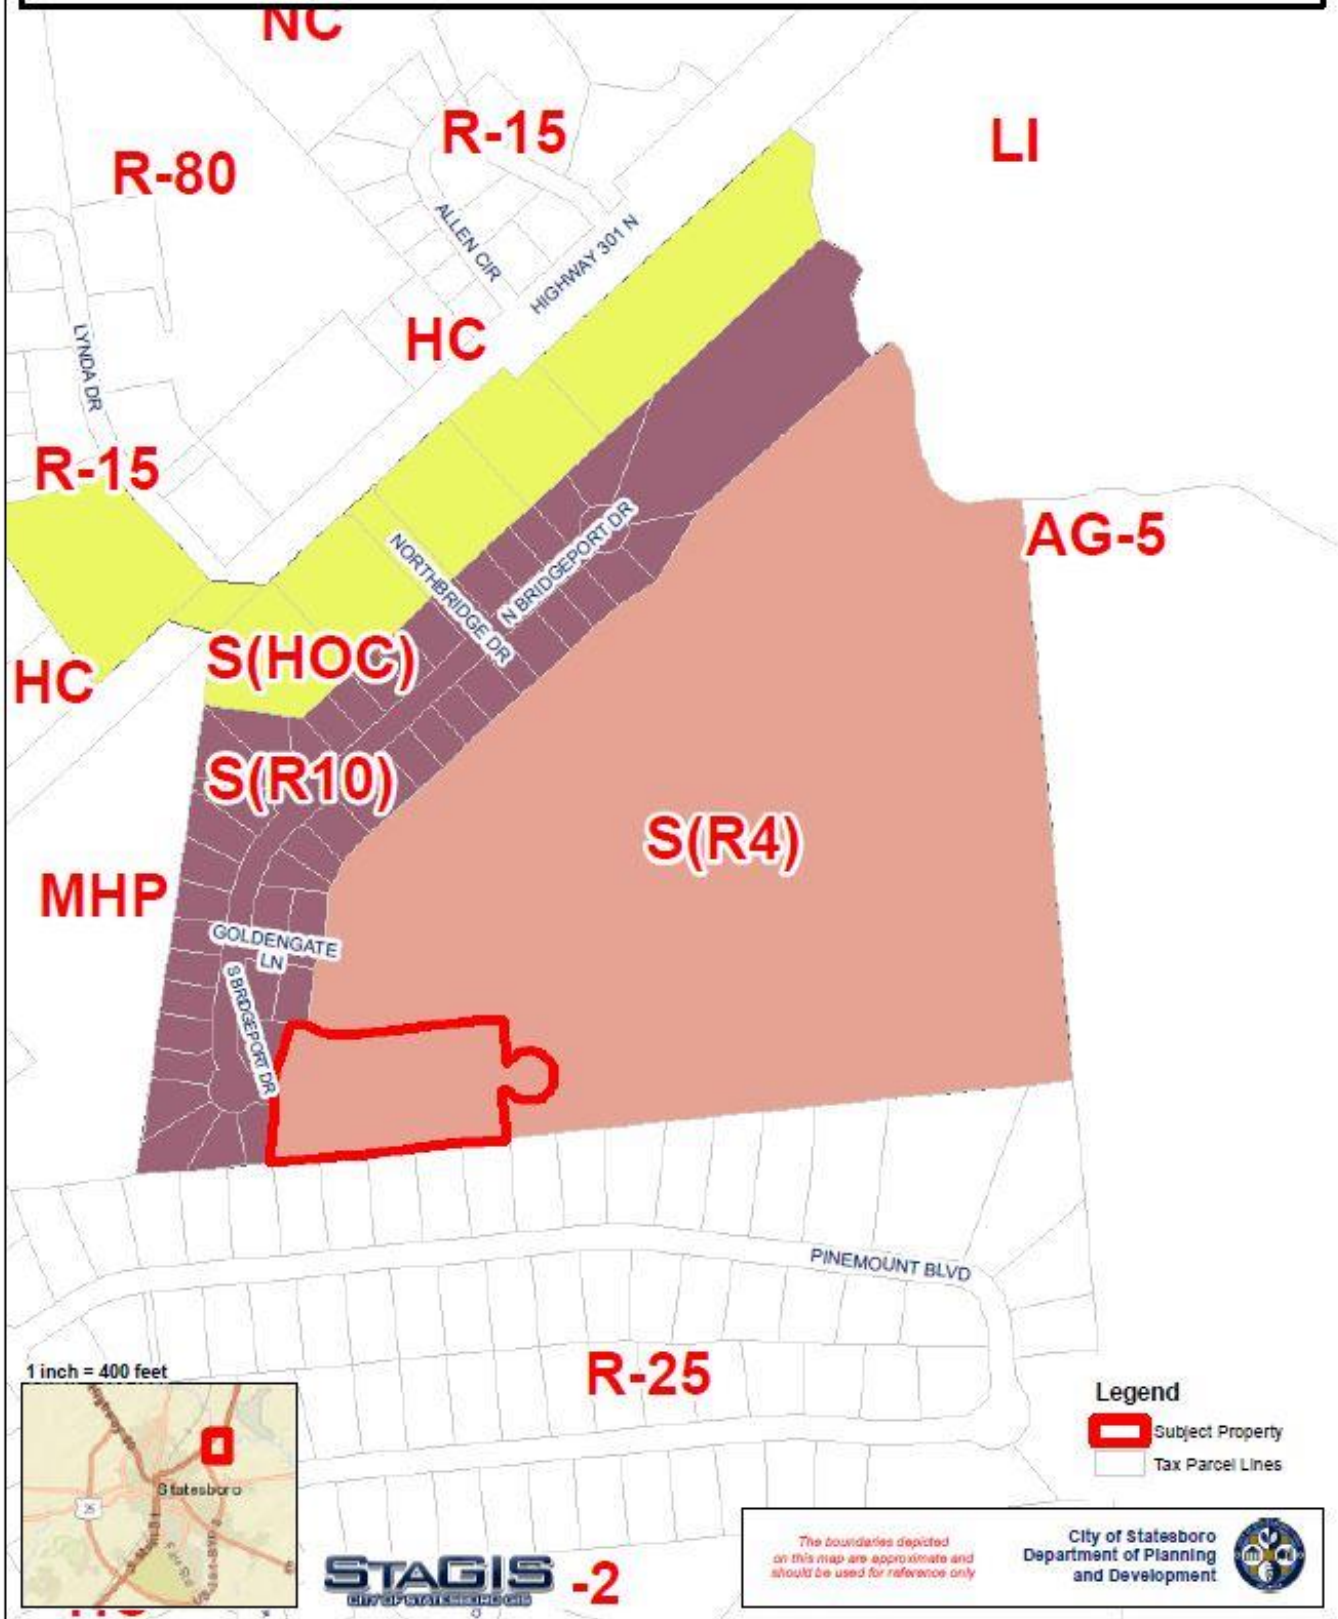 NC
R-15
LI
R-80
ALLEN CIR
HIGHWAY 301 N
LYNDA DR
HC
R-15
AG-5
NORTHBRIDGE DR
N BRIDGEPORT DR
S(HOC)
HC
S(R10)
S(R4)
MHP
GOLDENGATE
LN
S BRIDGEPORT DR
PINEMOUNT BLVD
R-25
1 inch = 400 feet
Statesboro
25
Legend
Subject Property
Tax Parcel Lines
STAGIS
CITY OF STATESBORO GIS
-2
The boundaries depicted
on this map are approximate and
should be used for reference only
City of Statesboro
Department of Planning
and Development